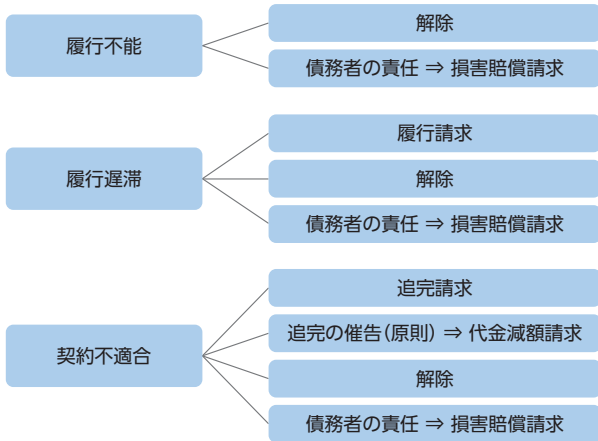 履行不能
解除
債務者の責任 ⇒ 損害賠償請求
履行遅滞
履行請求
解除
債務者の責任 ⇒ 損害賠償請求
契約不適合
追完請求
追完の催告(原則) ⇒ 代金減額請求
解除
債務者の責任 ⇒ 損害賠償請求